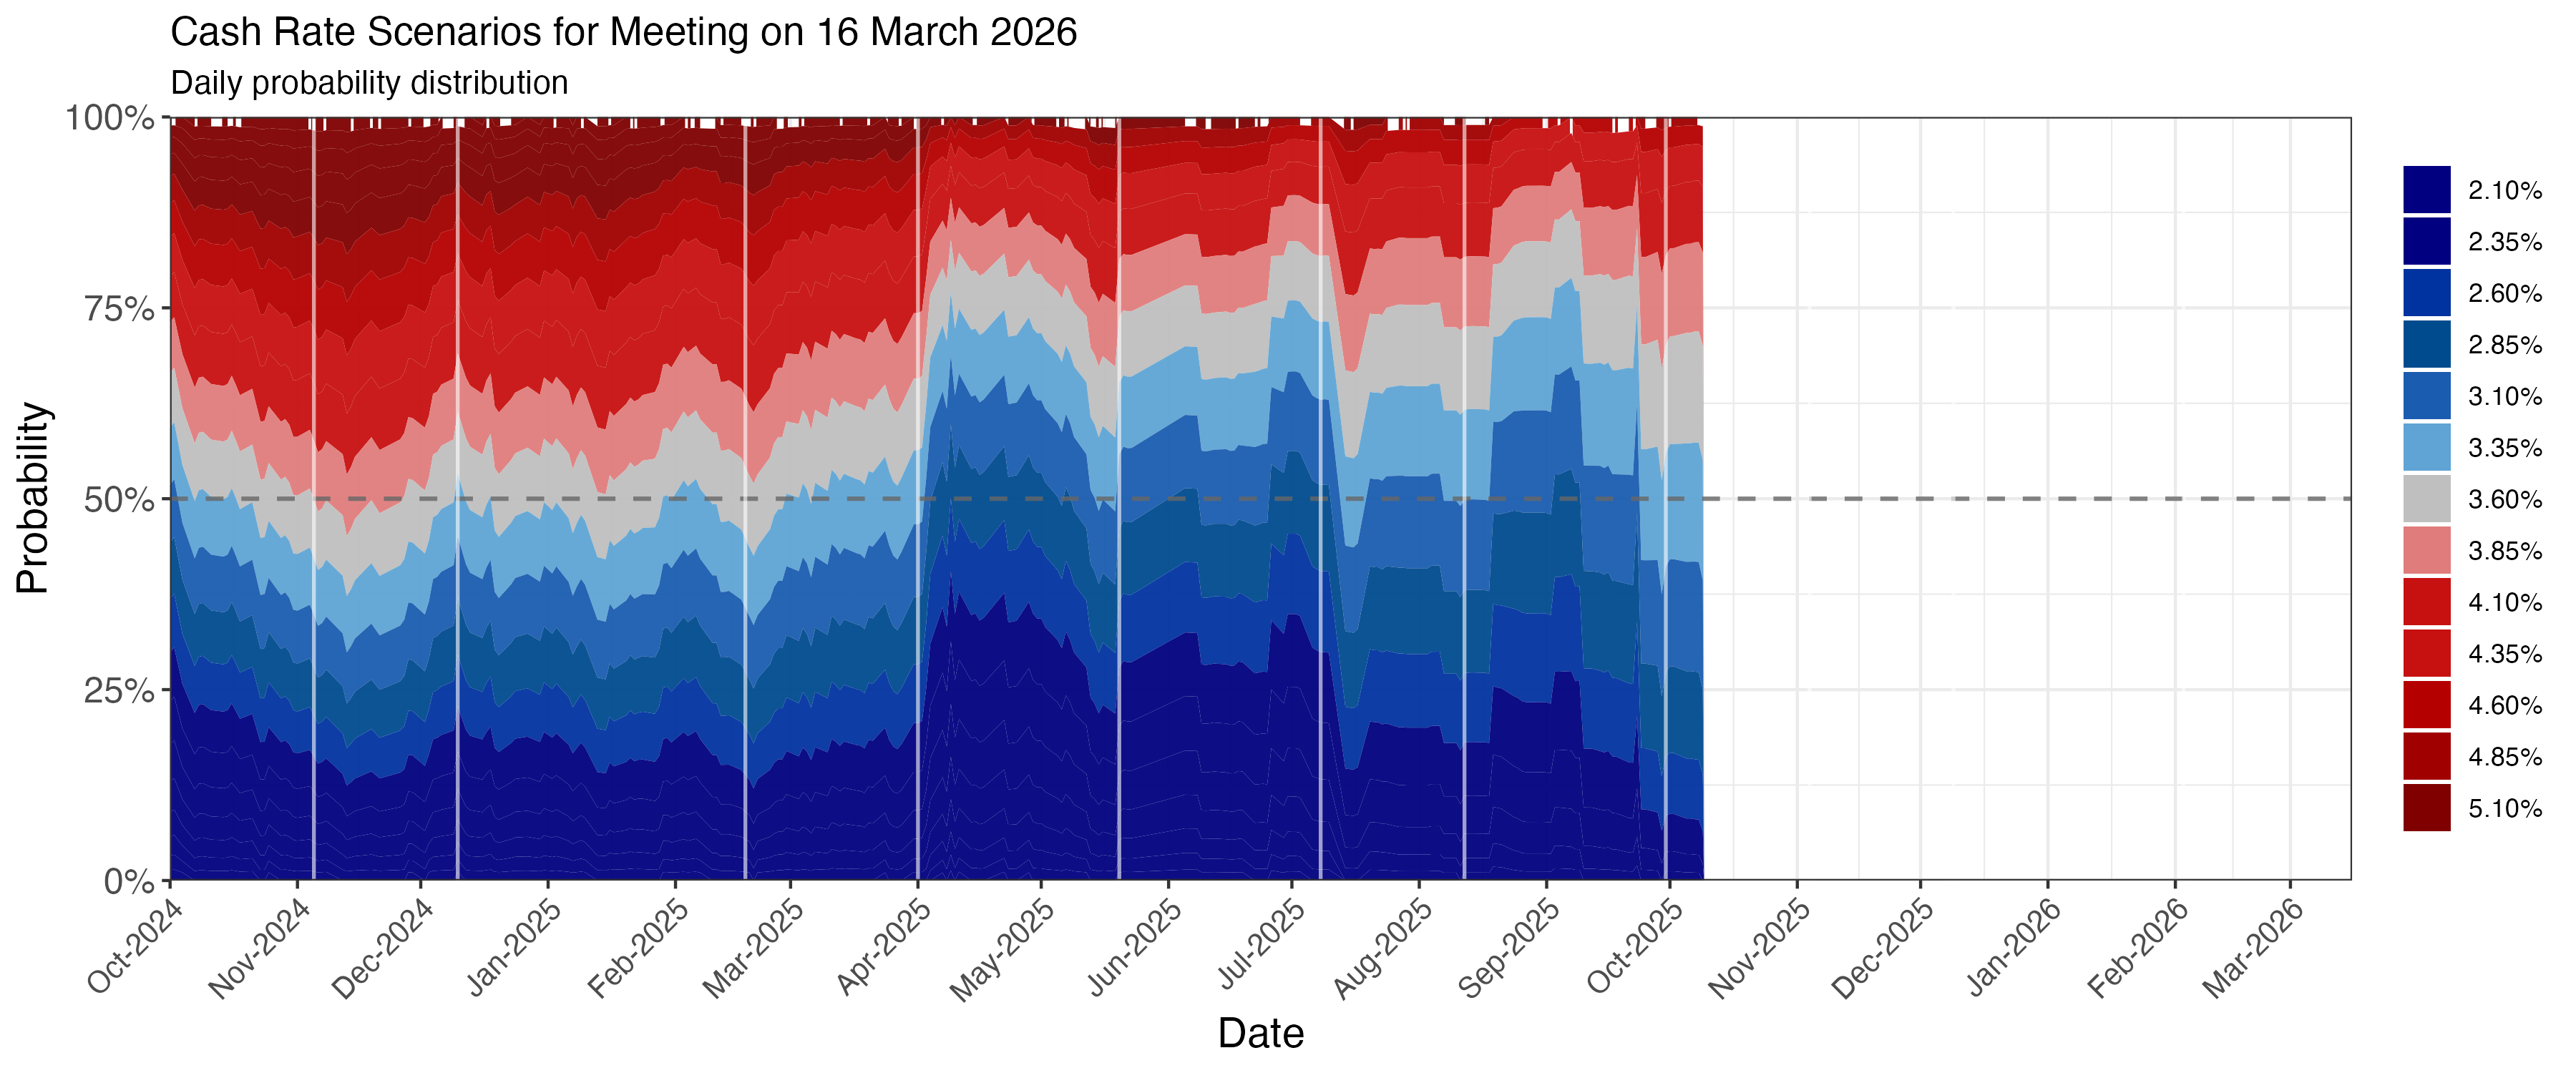 Cash Rate Scenarios for Meeting on 16 March 2026
Daily probability distribution
Probability
100%
75%
50%
25%
0%
Oct-2024
Nov-2024
Dec-2024
Jan-2025
Feb-2025
Mar-2025
Apr-2025
May-2025
Jun-2025
Jul-2025
Aug-2025
Sep-2025
Oct-2025
Nov-2025
Dec-2025
Jan-2026
Feb-2026
Mar-2026
Date
2.10%
2.35%
2.60%
2.85%
3.10%
3.35%
3.60%
3.85%
4.10%
4.35%
4.60%
4.85%
5.10%